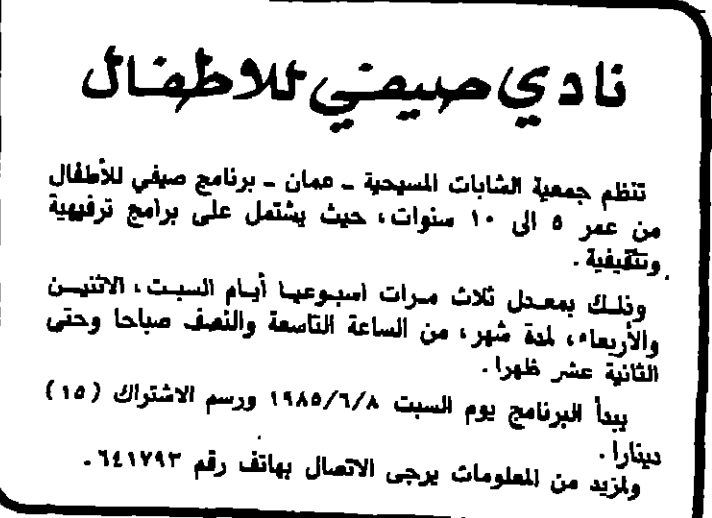 نادي صيفي للاطفال
تنظم جمعية الشابات المسيحية ـ عمان ـ برنامج صيفي للأطفال
من عمر ٥ الى ١٠ سنوات، حيث يشتمل على برامج ترفيهية
وتثقيفية .
وذلك بمعدل ثلاث مرات اسبوعيا أيام السبت، الاثنين
والأربعاء، لمدة شهر، من الساعة التاسعة والنصف صباحا وحتى
الثانية عشر ظهرا .
يبدأ البرنامج يوم السبت ١٩٨٥/٦/٨ ورسم الاشتراك (١٥)
دينارا .
ولمزيد من المعلومات يرجى الاتصال بهاتف رقم ٦٤١٧٩٣ .